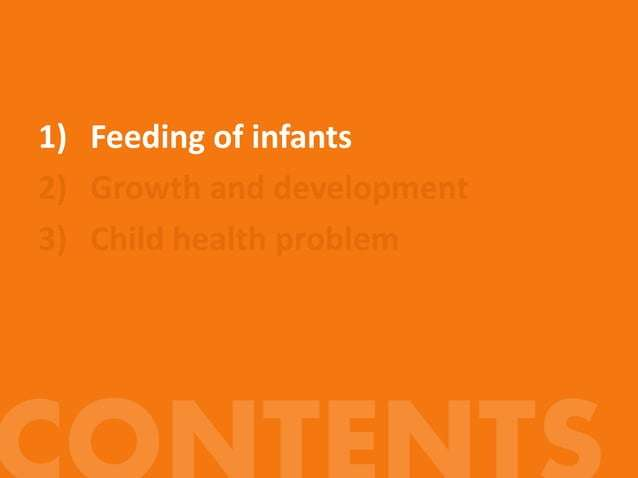 1) Feeding of infants
2) Growth and development
3) Child health problem
CONTENTS